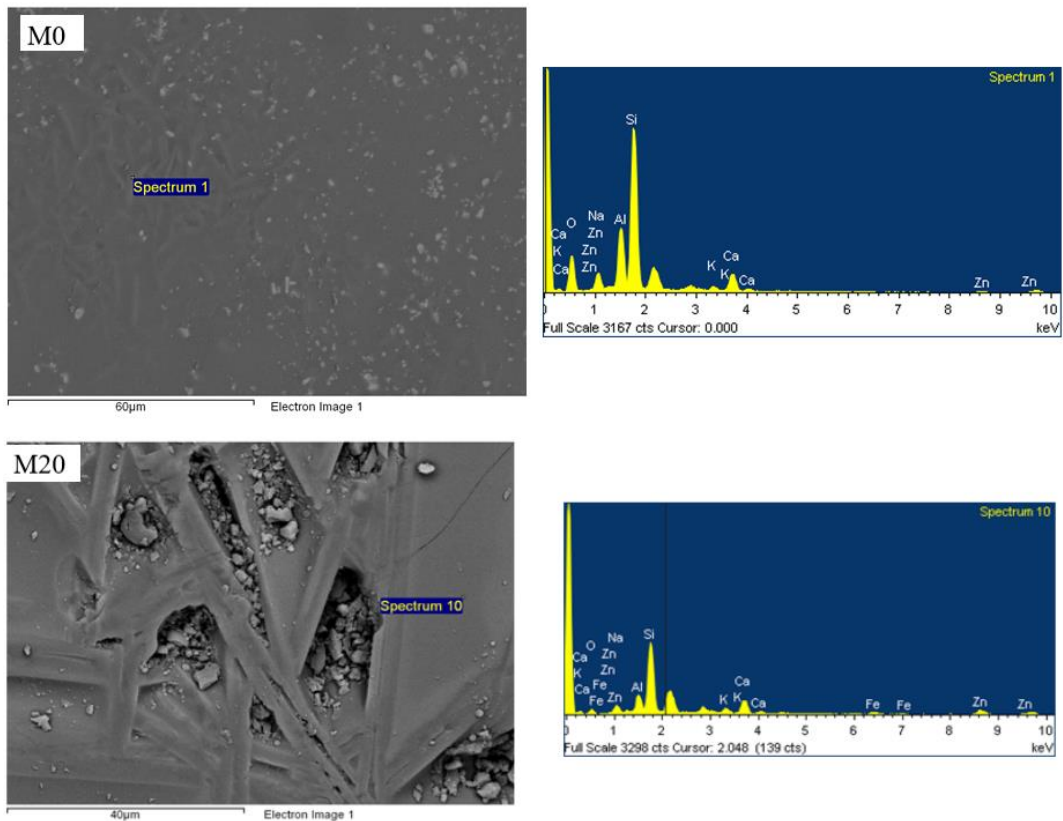 M0
Spectrum 1
60µm Electron Image 1
Spectrum 1
Si
Al
Na
O Zn
Ca
K Zn
Ca Zn
K K
Ca
Ca
Zn Zn
0 1 2 3 4 5 6 7 8 9 10
Full Scale 3167 cts Cursor: 0.000 keV
M20
Spectrum 10
40µm Electron Image 1
Spectrum 10
Si
Na
O Zn
Ca
K Zn
Ca Fe
Fe Zn
Al
Ca
K K
Ca
Fe Fe
Zn Zn
1 2 3 4 5 6 7 8 9 10
Full Scale 3298 cts Cursor: 2.048 (139 cts) keV